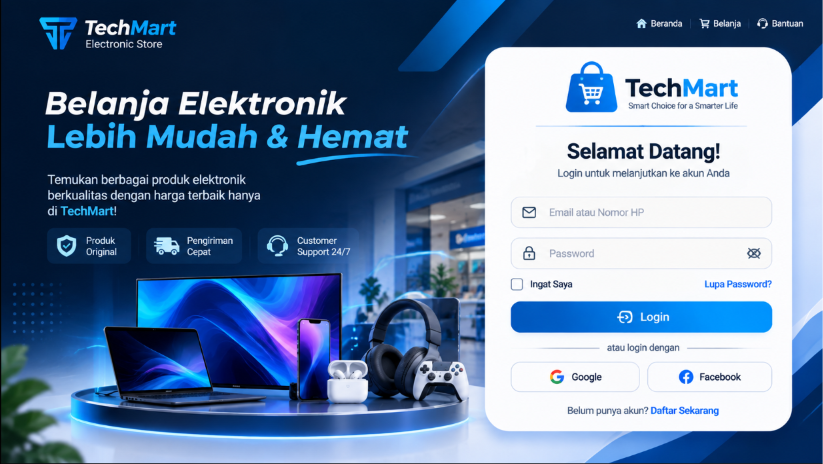 TechMart
Electronic Store
Beranda
Belanja
Bantuan
Belanja Elektronik
Lebih Mudah & Hemat
Temukan berbagai produk elektronik
berkualitas dengan harga terbaik hanya
di TechMart!
Produk
Original
Pengiriman
Cepat
Customer
Support 24/7
TechMart
Smart Choice for a Smarter Life
Selamat Datang!
Login untuk melanjutkan ke akun Anda
Email atau Nomor HP
Password
Ingat Saya
Lupa Password?
Login
atau login dengan
Google
Facebook
Belum punya akun? Daftar Sekarang